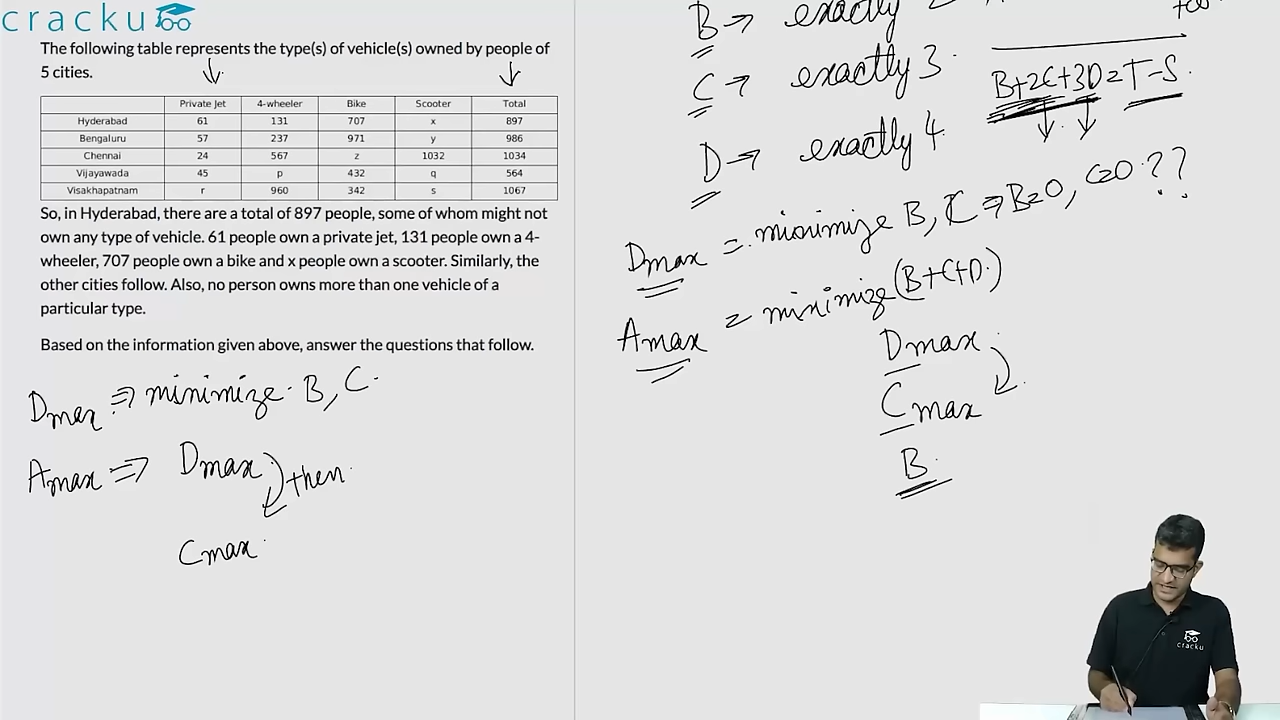 cracku
The following table represents the type(s) of vehicle(s) owned by people of
5 cities.
Private Jet 4-wheeler Bike Scooter Total
Hyderabad 61 131 707 x 897
Bengaluru 57 237 971 y 986
Chennai 24 567 z 1032 1034
Vijayawada 45 p 432 q 564
Visakhapatnam r 960 342 s 1067
So, in Hyderabad, there are a total of 897 people, some of whom might not
own any type of vehicle. 61 people own a private jet, 131 people own a 4-
wheeler, 707 people own a bike and x people own a scooter. Similarly, the
other cities follow. Also, no person owns more than one vehicle of a
particular type.
Based on the information given above, answer the questions that follow.
Dmax ⇒ minimize B, C.
Amax ⇒ Dmax
then
Cmax
B → exactly
C → exactly 3.
B+2C+3D = T-S.
D → exactly 4
Dmax = minimize B, C ⇒ B=0, C=0 ??
Amax = minimize (B+C+D)
Dmax
Cmax
B
cracku